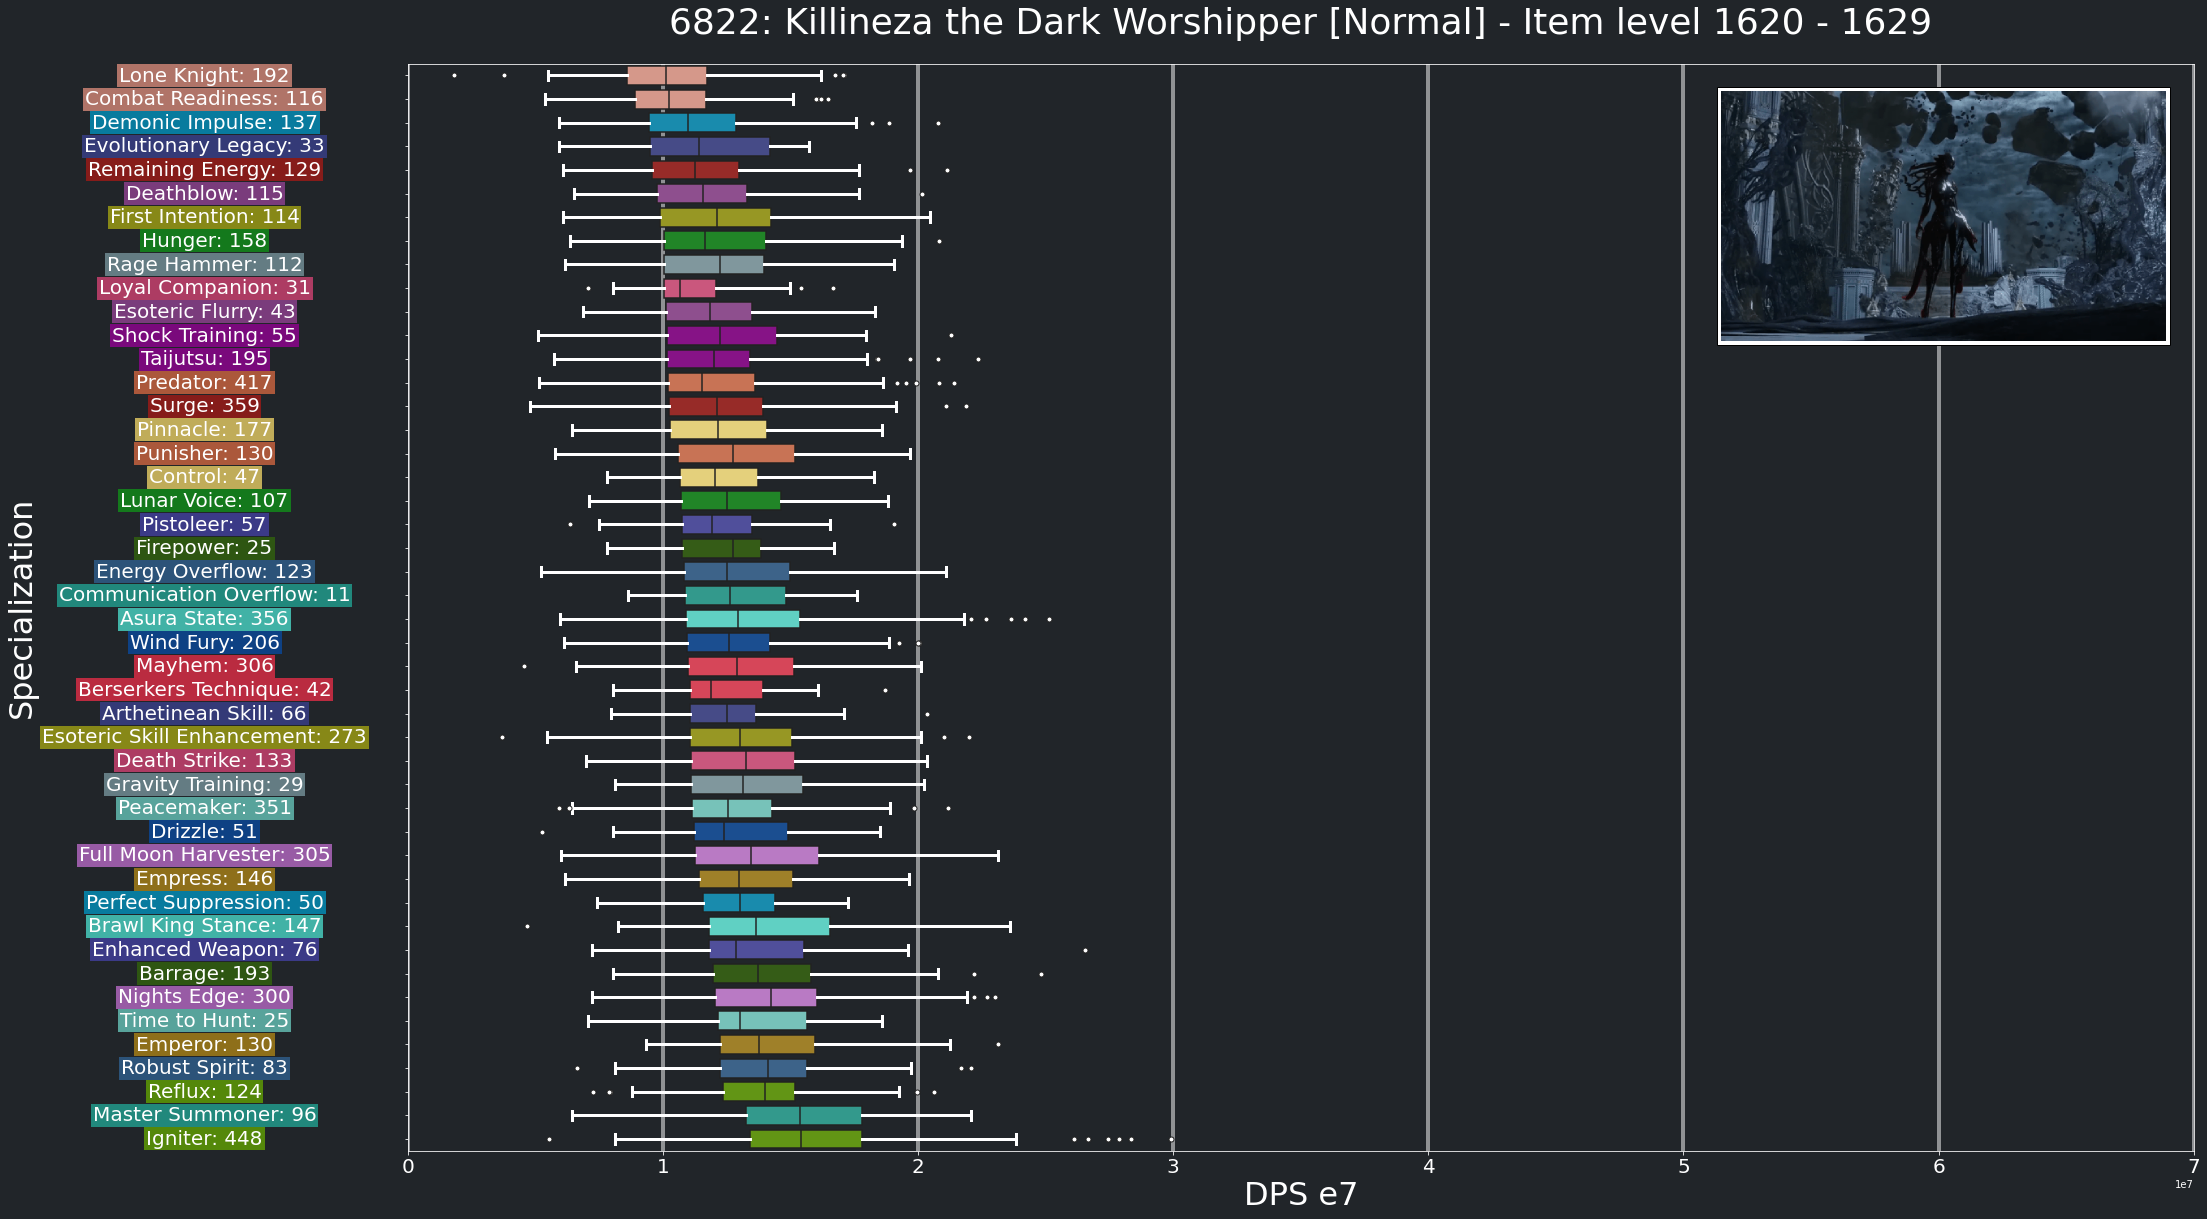 6822: Killineza the Dark Worshipper [Normal] - Item level 1620 - 1629
Specialization
Lone Knight: 192
Combat Readiness: 116
Demonic Impulse: 137
Evolutionary Legacy: 33
Remaining Energy: 129
Deathblow: 115
First Intention: 114
Hunger: 158
Rage Hammer: 112
Loyal Companion: 31
Esoteric Flurry: 43
Shock Training: 55
Taijutsu: 195
Predator: 417
Surge: 359
Pinnacle: 177
Punisher: 130
Control: 47
Lunar Voice: 107
Pistoleer: 57
Firepower: 25
Energy Overflow: 123
Communication Overflow: 11
Asura State: 356
Wind Fury: 206
Mayhem: 306
Berserkers Technique: 42
Arthetinean Skill: 66
Esoteric Skill Enhancement: 273
Death Strike: 133
Gravity Training: 29
Peacemaker: 351
Drizzle: 51
Full Moon Harvester: 305
Empress: 146
Perfect Suppression: 50
Brawl King Stance: 147
Enhanced Weapon: 76
Barrage: 193
Nights Edge: 300
Time to Hunt: 25
Emperor: 130
Robust Spirit: 83
Reflux: 124
Master Summoner: 96
Igniter: 448
0 1 2 3 4 5 6 7
1e7
DPS e7